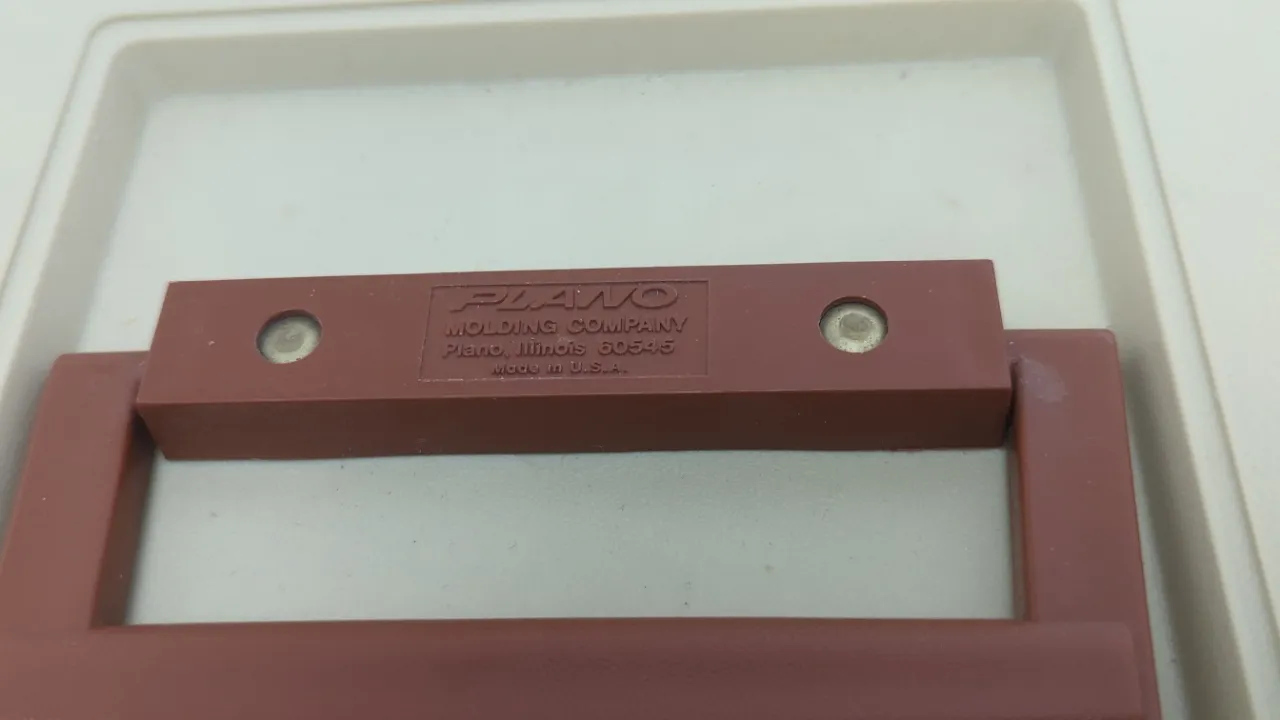 PLANO
MOLDING COMPANY
Plano, Illinois 60545
Made in U.S.A.